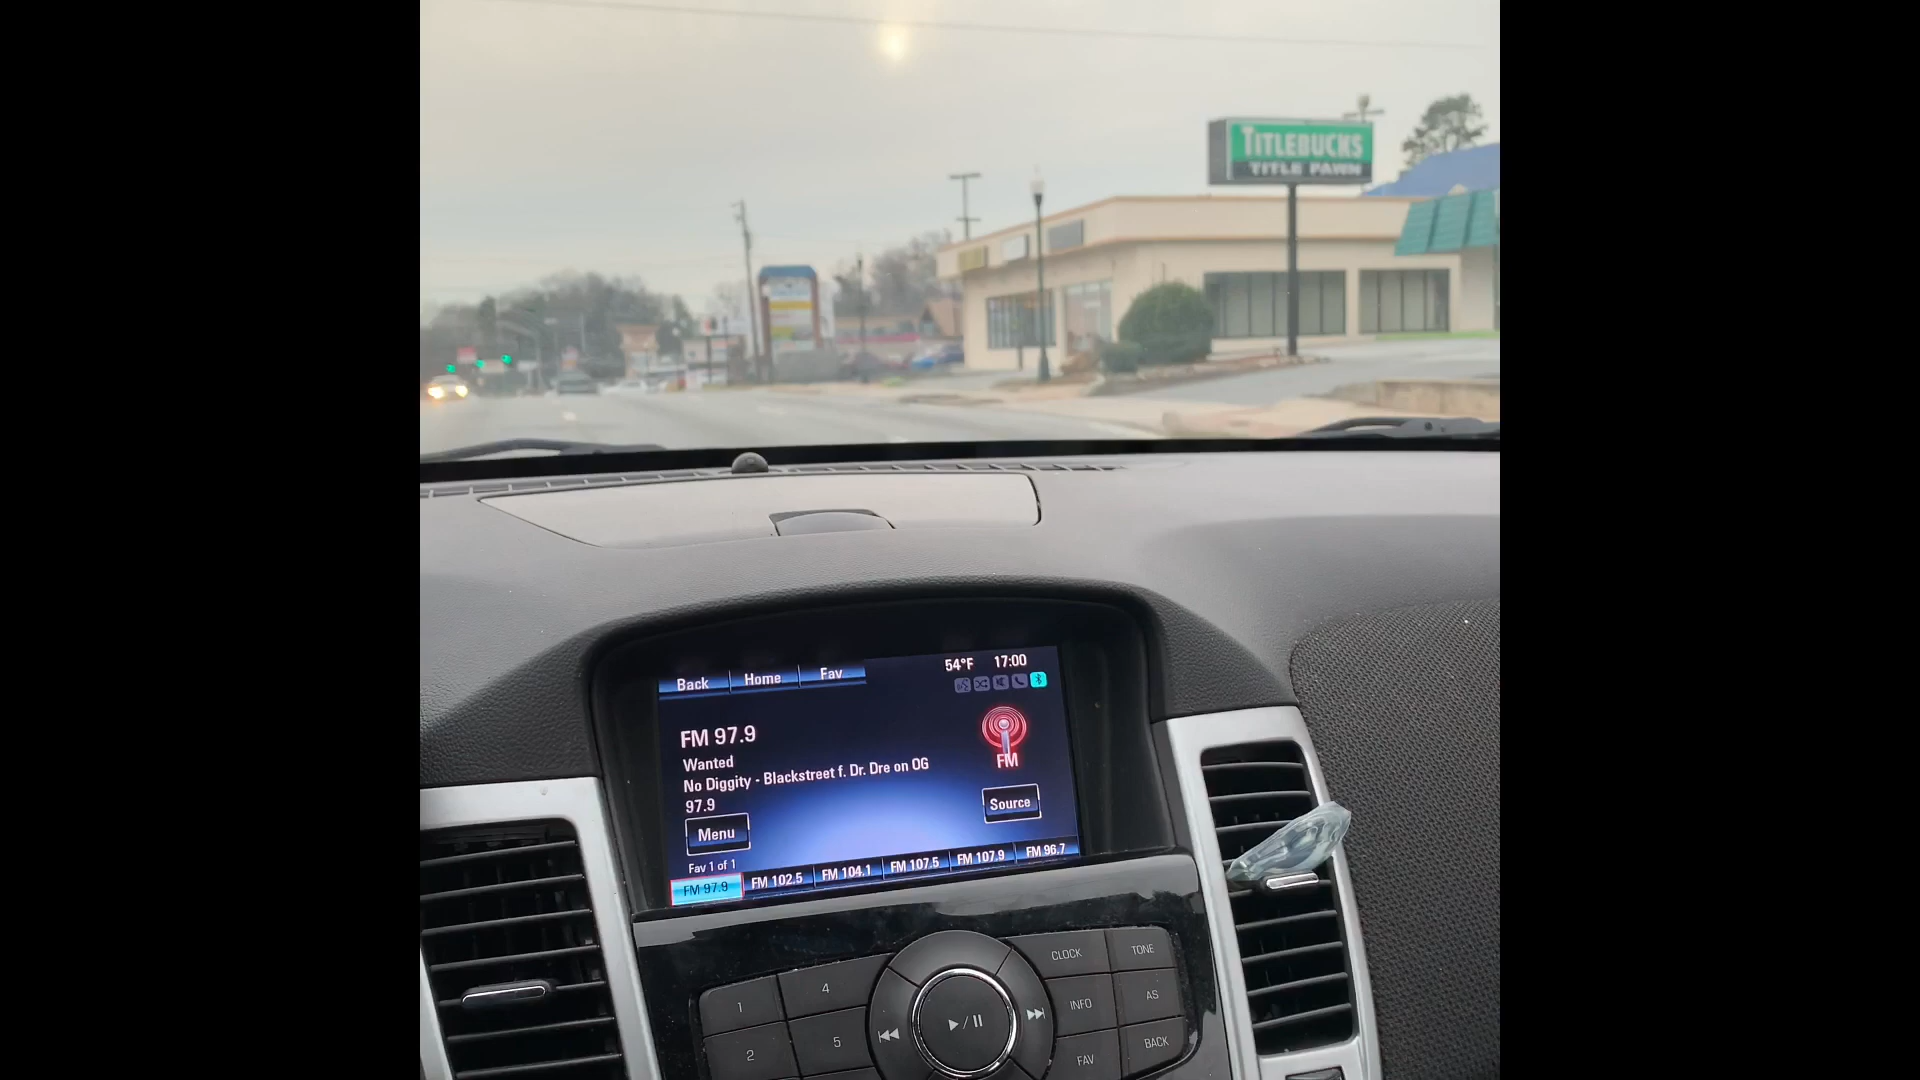 TITLEBUCKS
TITLE PAWN
Back Home Fav 54°F 17:00
FM 97.9
Wanted
No Diggity - Blackstreet f. Dr. Dre on OG
97.9
FM
Source
Menu
Fav 1 of 1
FM 97.9 FM 102.5 FM 104.1 FM 107.5 FM 107.9 FM 96.7
1 4 CLOCK TONE
2 5 INFO AS
FAV BACK